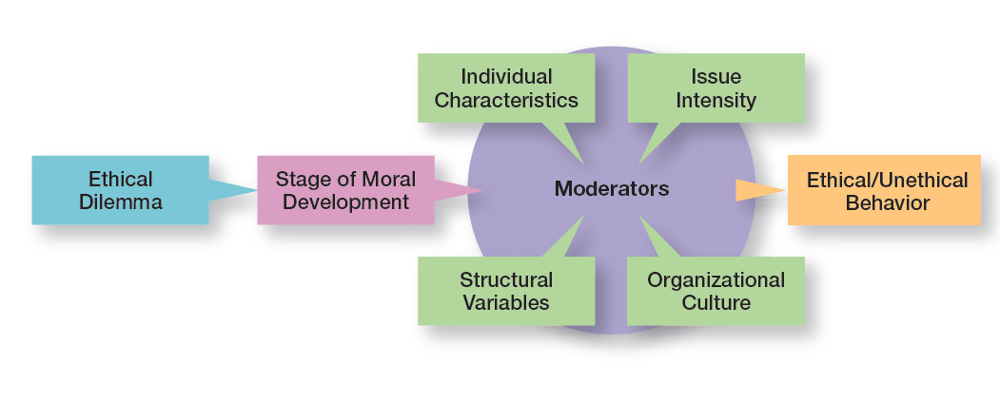 Individual
Characteristics
Issue
Intensity
Ethical
Dilemma
Stage of Moral
Development
Moderators
Ethical/Unethical
Behavior
Structural
Variables
Organizational
Culture